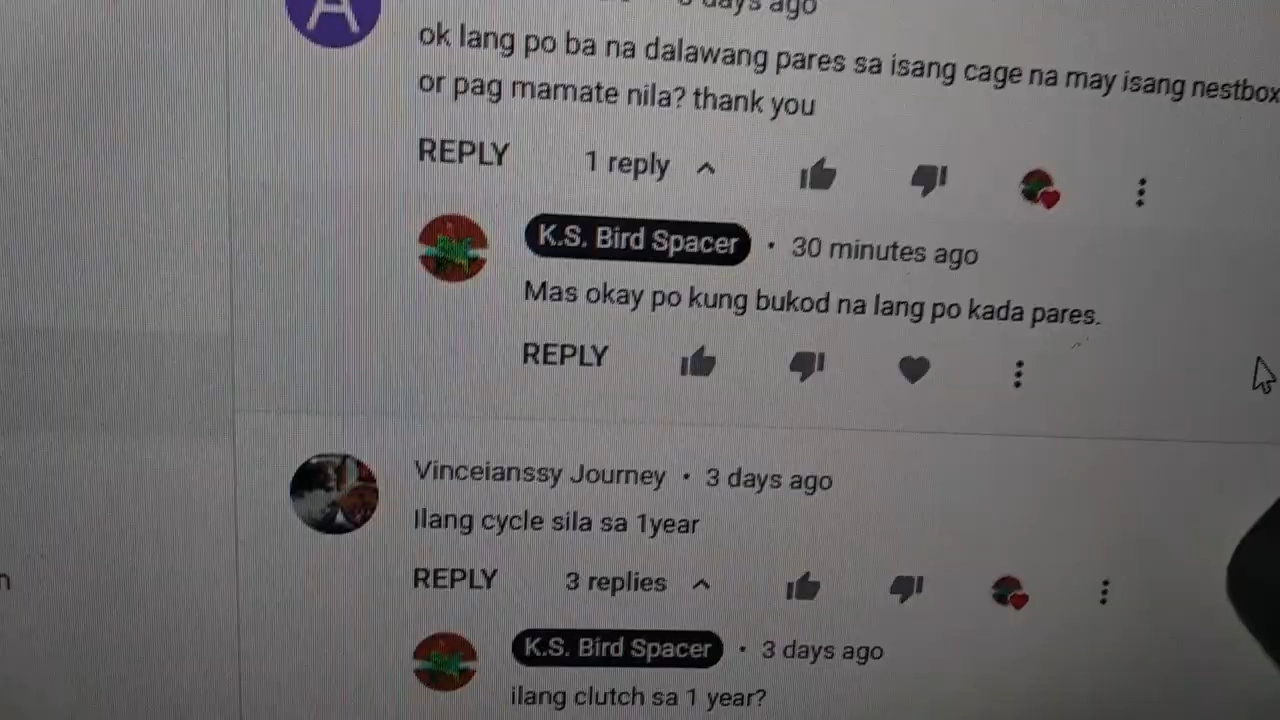 A
days ago
ok lang po ba na dalawang pares sa isang cage na may isang nestbox
or pag mamate nila? thank you
REPLY 1 reply
K.S. Bird Spacer · 30 minutes ago
Mas okay po kung bukod na lang po kada pares.
REPLY
Vinceianssy Journey · 3 days ago
Ilang cycle sila sa 1year
REPLY 3 replies
n
K.S. Bird Spacer · 3 days ago
ilang clutch sa 1 year?